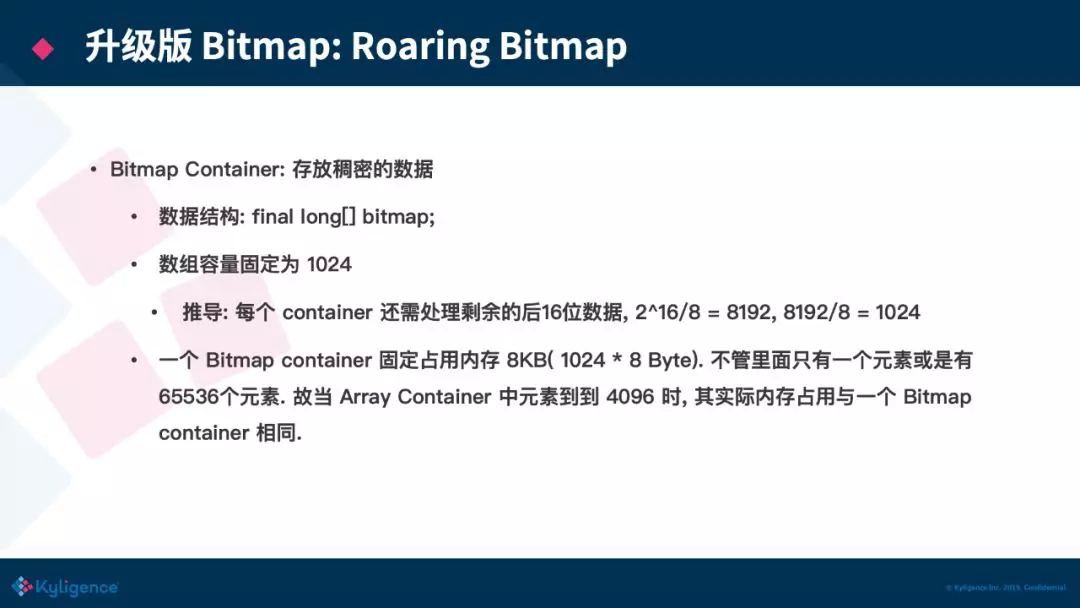 升级版 Bitmap: Roaring Bitmap
• Bitmap Container: 存放稠密的数据
• 数据结构: final long[] bitmap;
• 数组容量固定为 1024
• 推导: 每个 container 还需处理剩余的后16位数据, 2^16/8 = 8192, 8192/8 = 1024
• 一个 Bitmap container 固定占用内存 8KB( 1024 * 8 Byte). 不管里面只有一个元素或是有
65536个元素. 故当 Array Container 中元素到到 4096 时, 其实际内存占用与一个 Bitmap
container 相同.
Kyligence
© Kyligence Inc. 2019, Confidential.